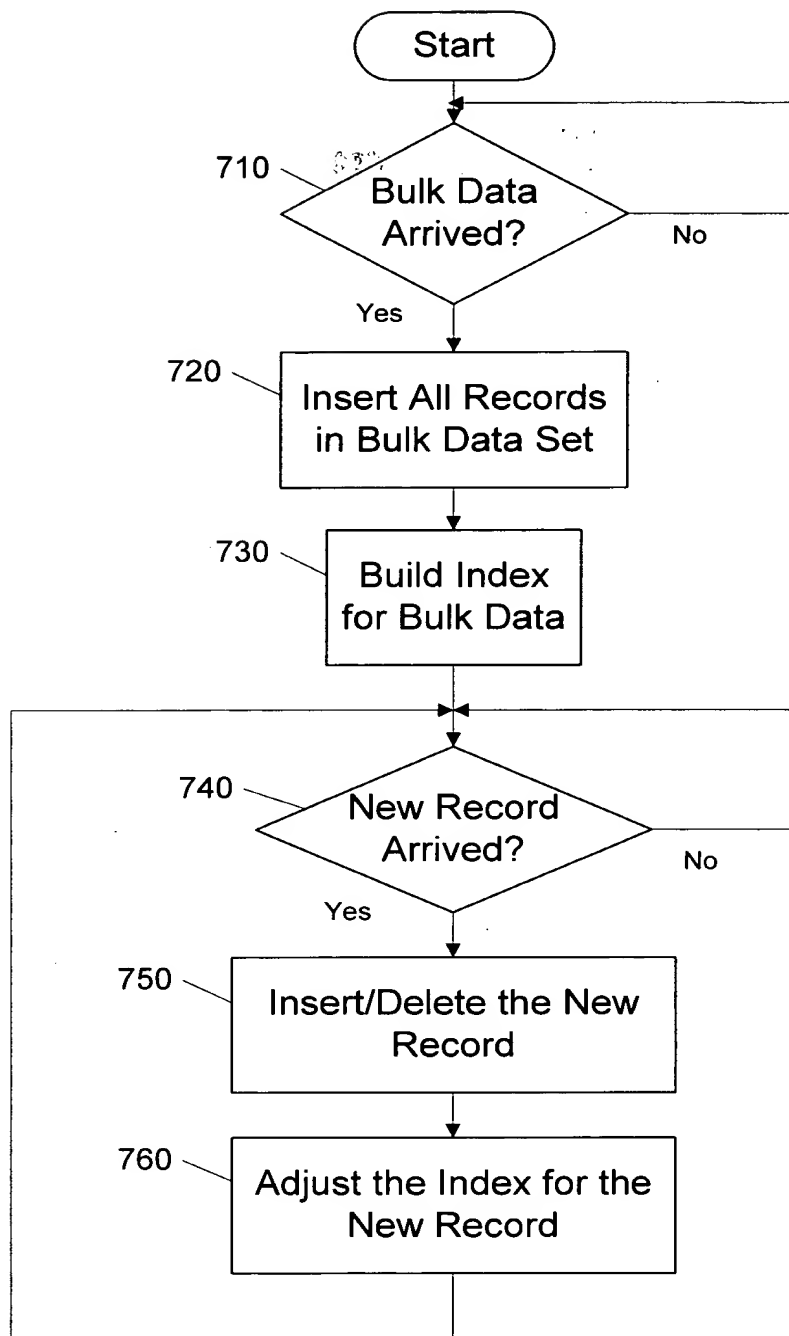 Start
710
Bulk Data
Arrived?
No
Yes
720
Insert All Records
in Bulk Data Set
730
Build Index
for Bulk Data
740
New Record
Arrived?
No
Yes
750
Insert/Delete the New
Record
760
Adjust the Index for the
New Record